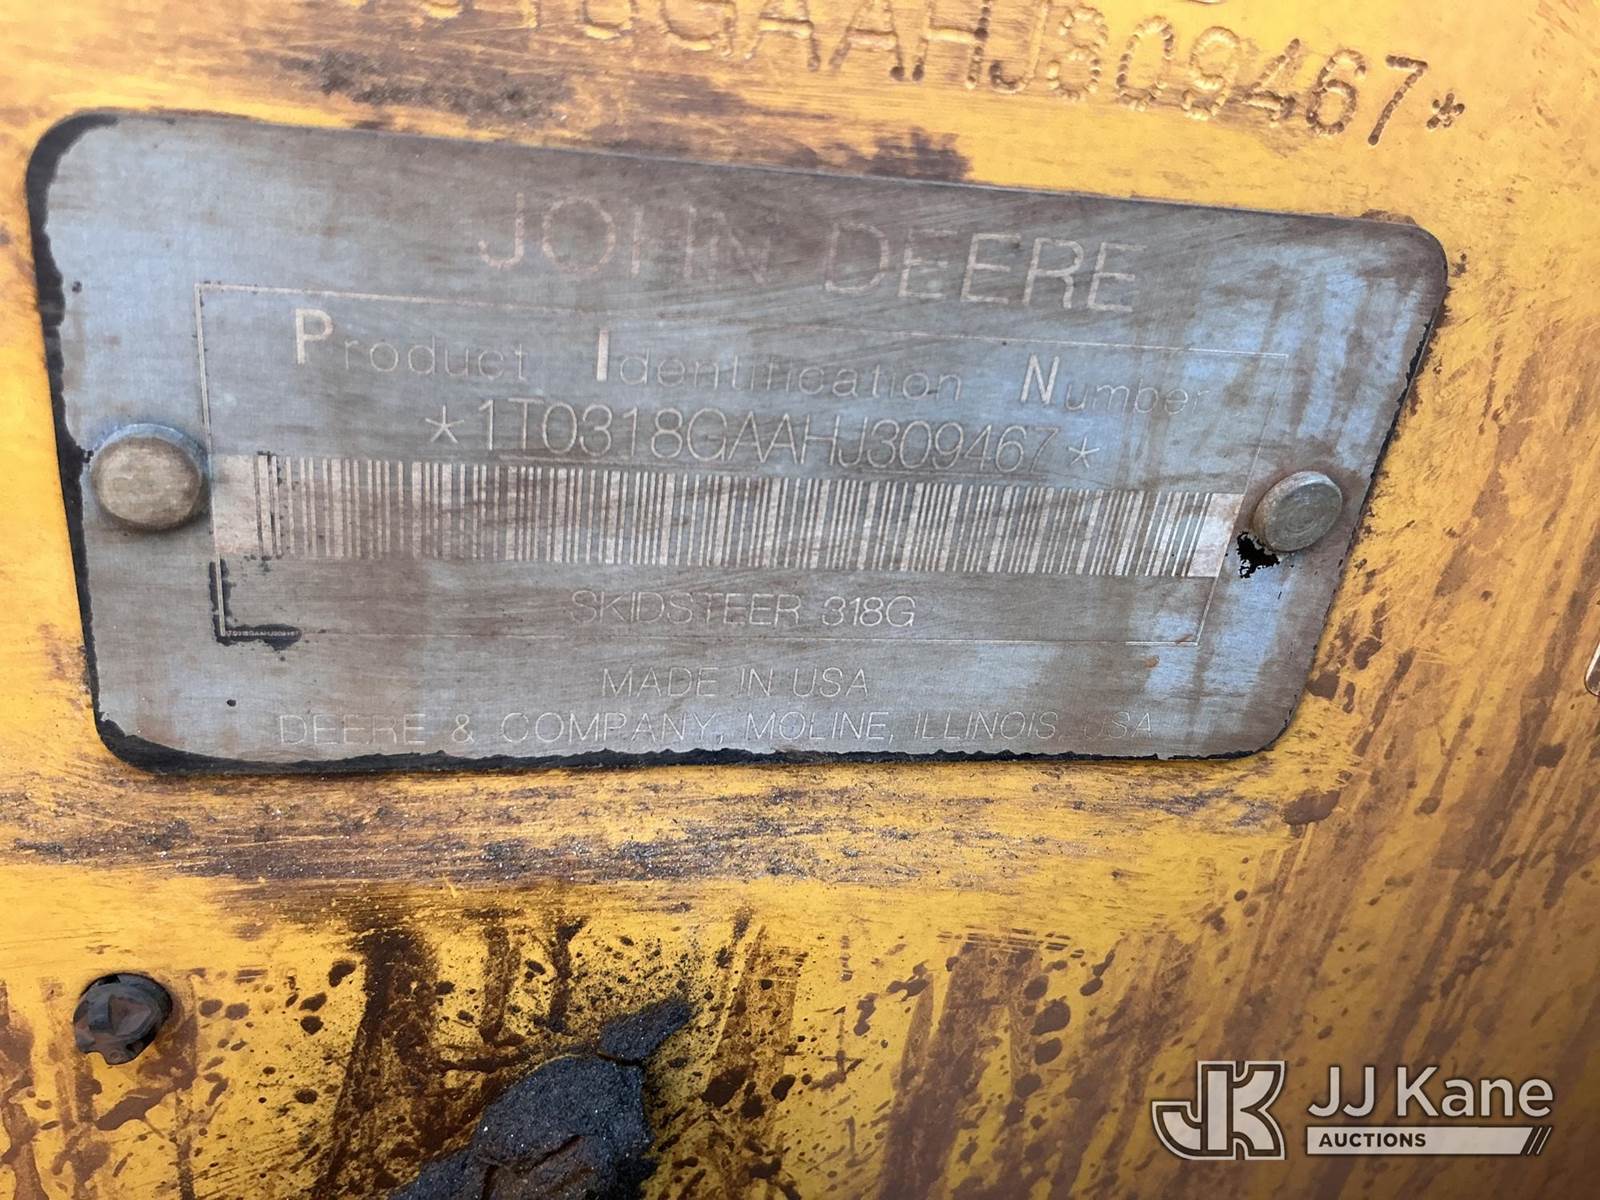 8GAAHJ309467*
JOHN DEERE
Product Identification Number
*1T0318GAAHJ309467*
SKIDSTEER 318G
MADE IN USA
DEERE & COMPANY, MOLINE, ILLINOIS USA
JJ Kane
AUCTIONS